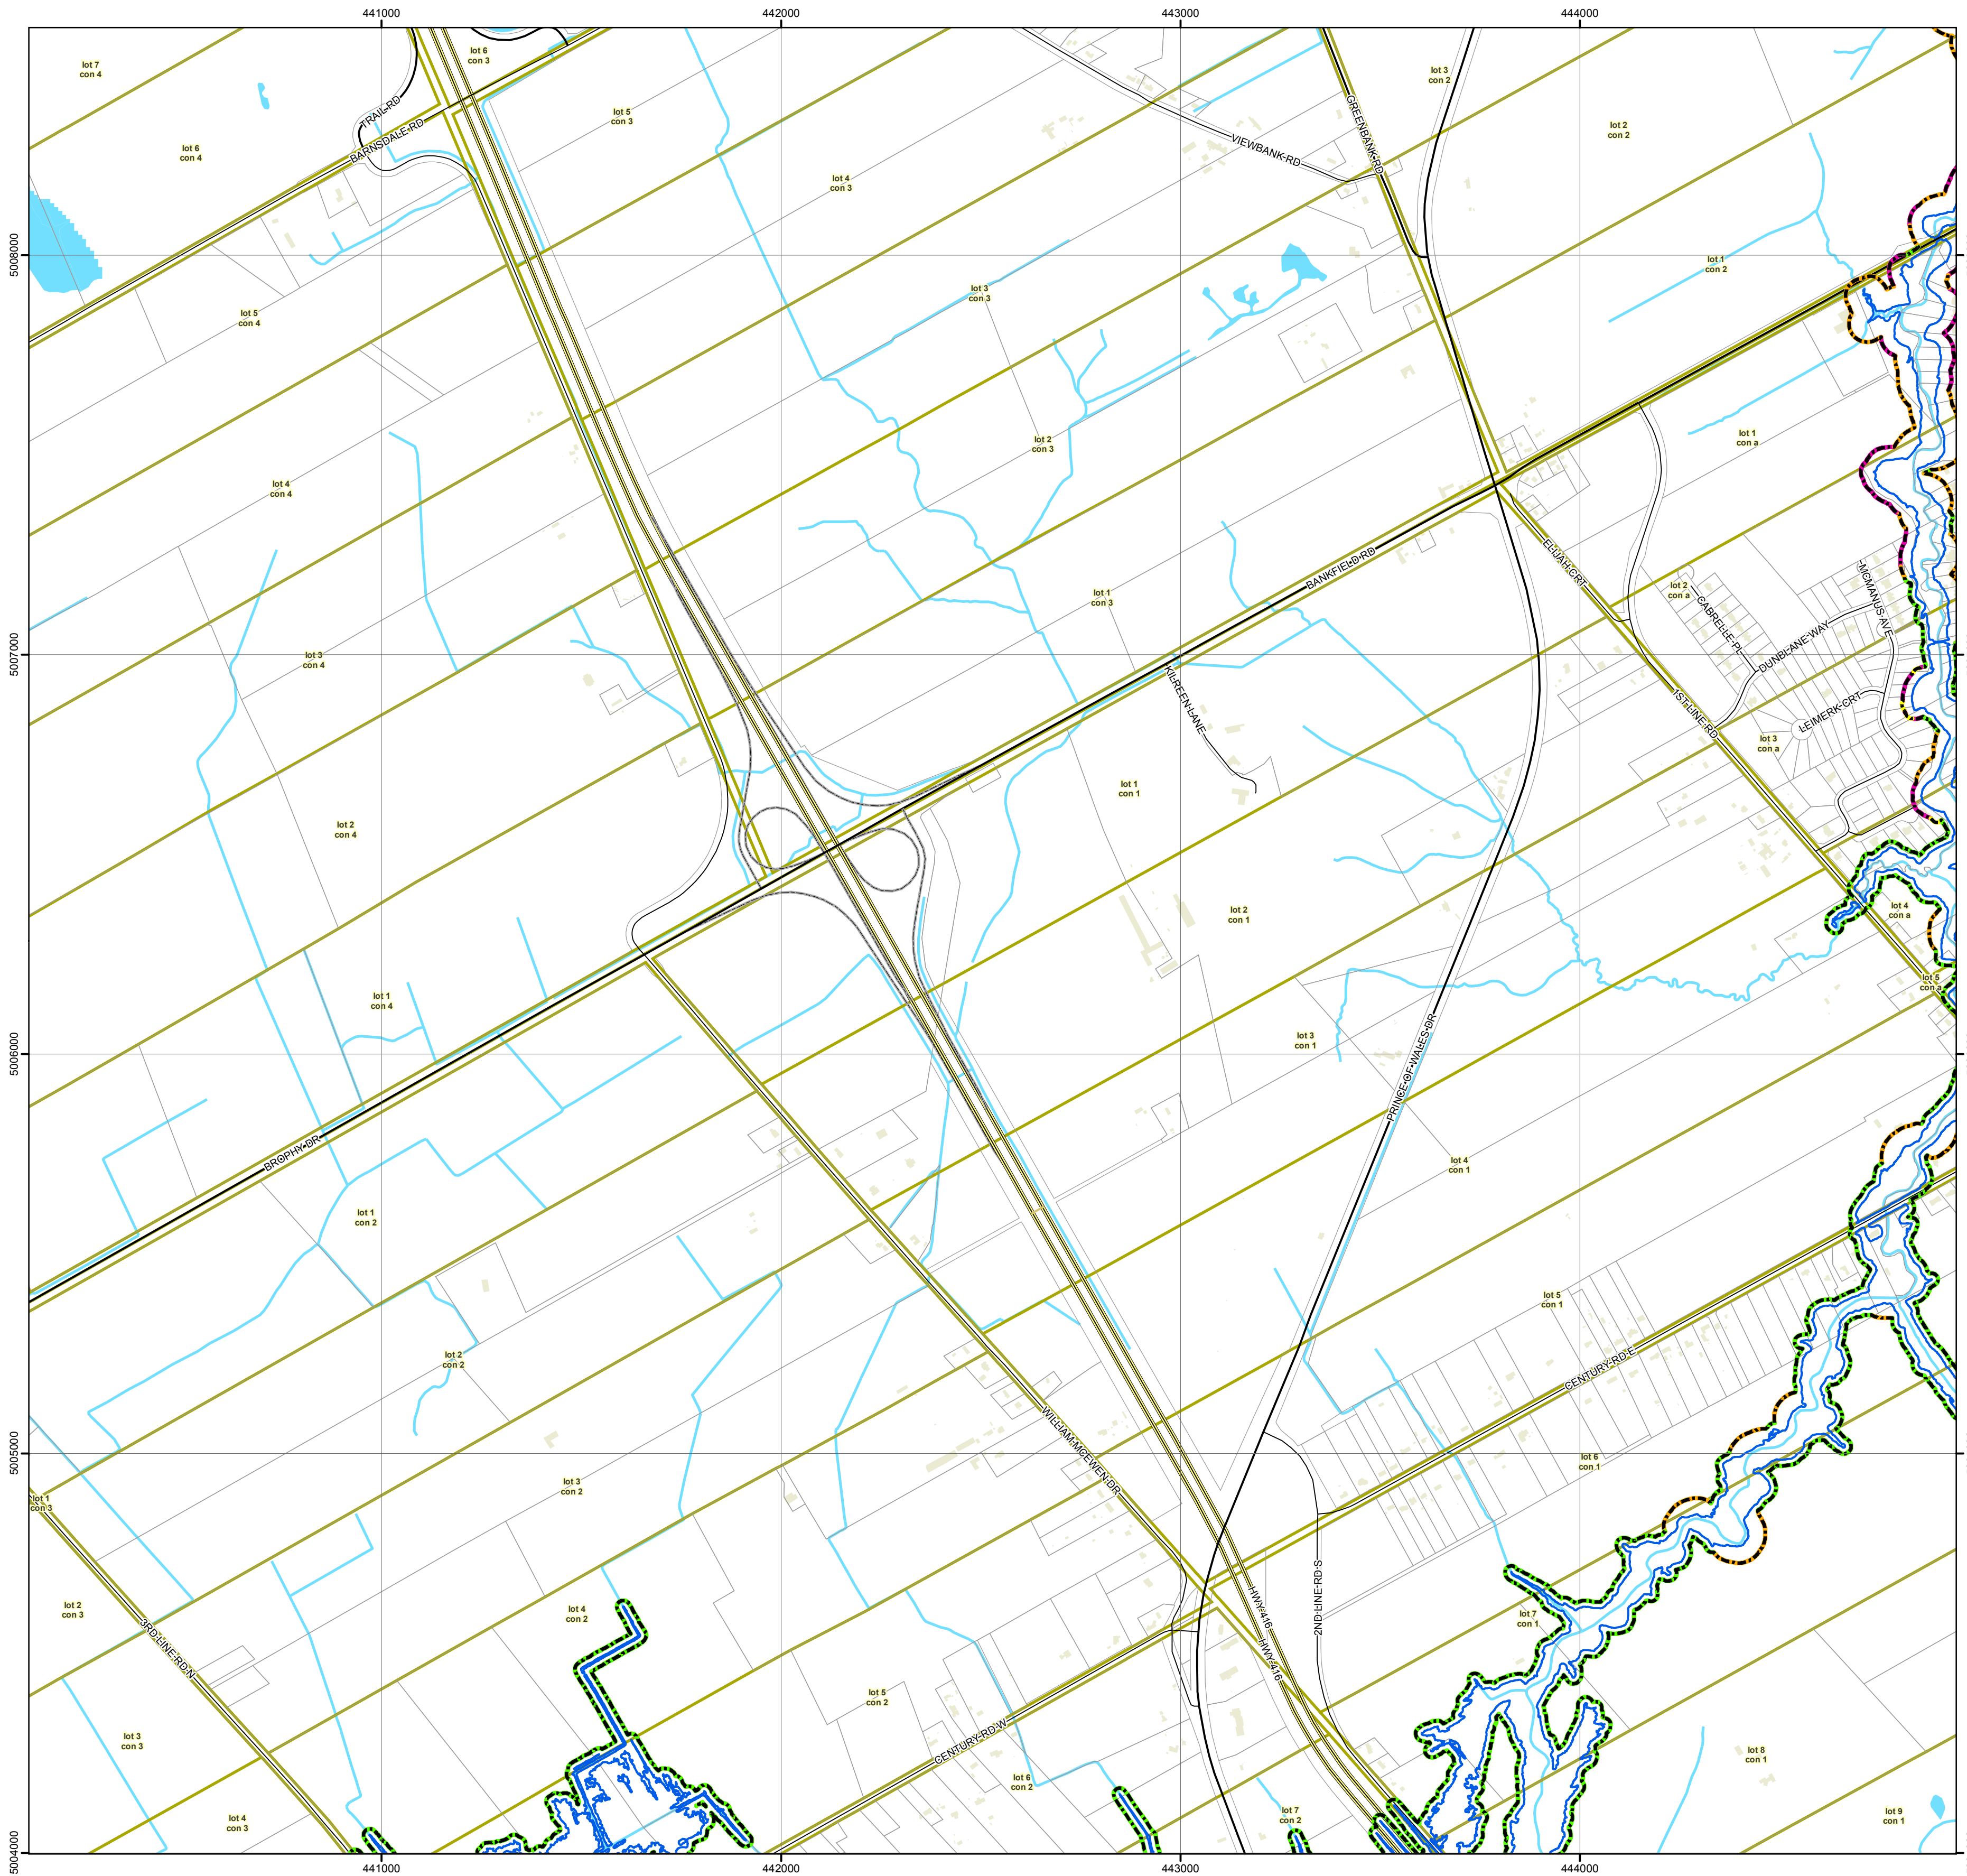 441000
442000
443000
444000
lot 7
con 4
lot 6
con 3
lot 3
con 2
TRAIL RD
BARNSDALE RD
lot 5
con 3
GREENBANK RD
lot 2
con 2
VIEWBANK RD
lot 6
con 4
lot 4
con 3
5008000
lot 1
con 2
lot 3
con 3
lot 5
con 4
lot 2
con 3
lot 1
con a
lot 4
con 4
ELIJAH CRT
BANKFIELD RD
lot 2
con a
MCMANUS AVE
lot 1
con 3
CABRELLE PL
DUNBLANE WAY
5007000
lot 3
con 4
KILREEN LANE
1ST LINE RD
LEIMERK CRT
lot 3
con a
lot 1
con 1
lot 2
con 4
lot 2
con 1
lot 4
con a
lot 5
con a
lot 1
con 4
lot 3
con 1
5006000
PRINCE OF WALES DR
BROPHY DR
lot 4
con 1
lot 1
con 2
lot 5
con 1
lot 2
con 2
CENTURY RD E
WILLIAM MCEWEN DR
5005000
lot 6
con 1
lot 3
con 2
lot 1
con 3
lot 2
con 3
lot 4
con 2
HWY 416
2ND LINE RD S
lot 7
con 1
3RD LINE RD N
HWY 416
lot 5
con 2
lot 3
con 3
CENTURY RD W
lot 8
con 1
lot 6
con 2
lot 4
con 3
lot 7
con 2
lot 9
con 1
5004000
441000
442000
443000
444000